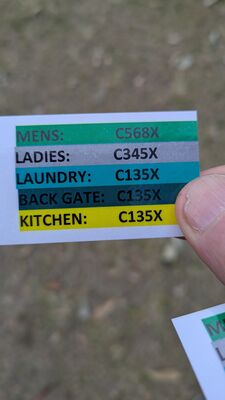 MENS: C568X
LADIES: C345X
LAUNDRY: C135X
BACK GATE: C135X
KITCHEN: C135X